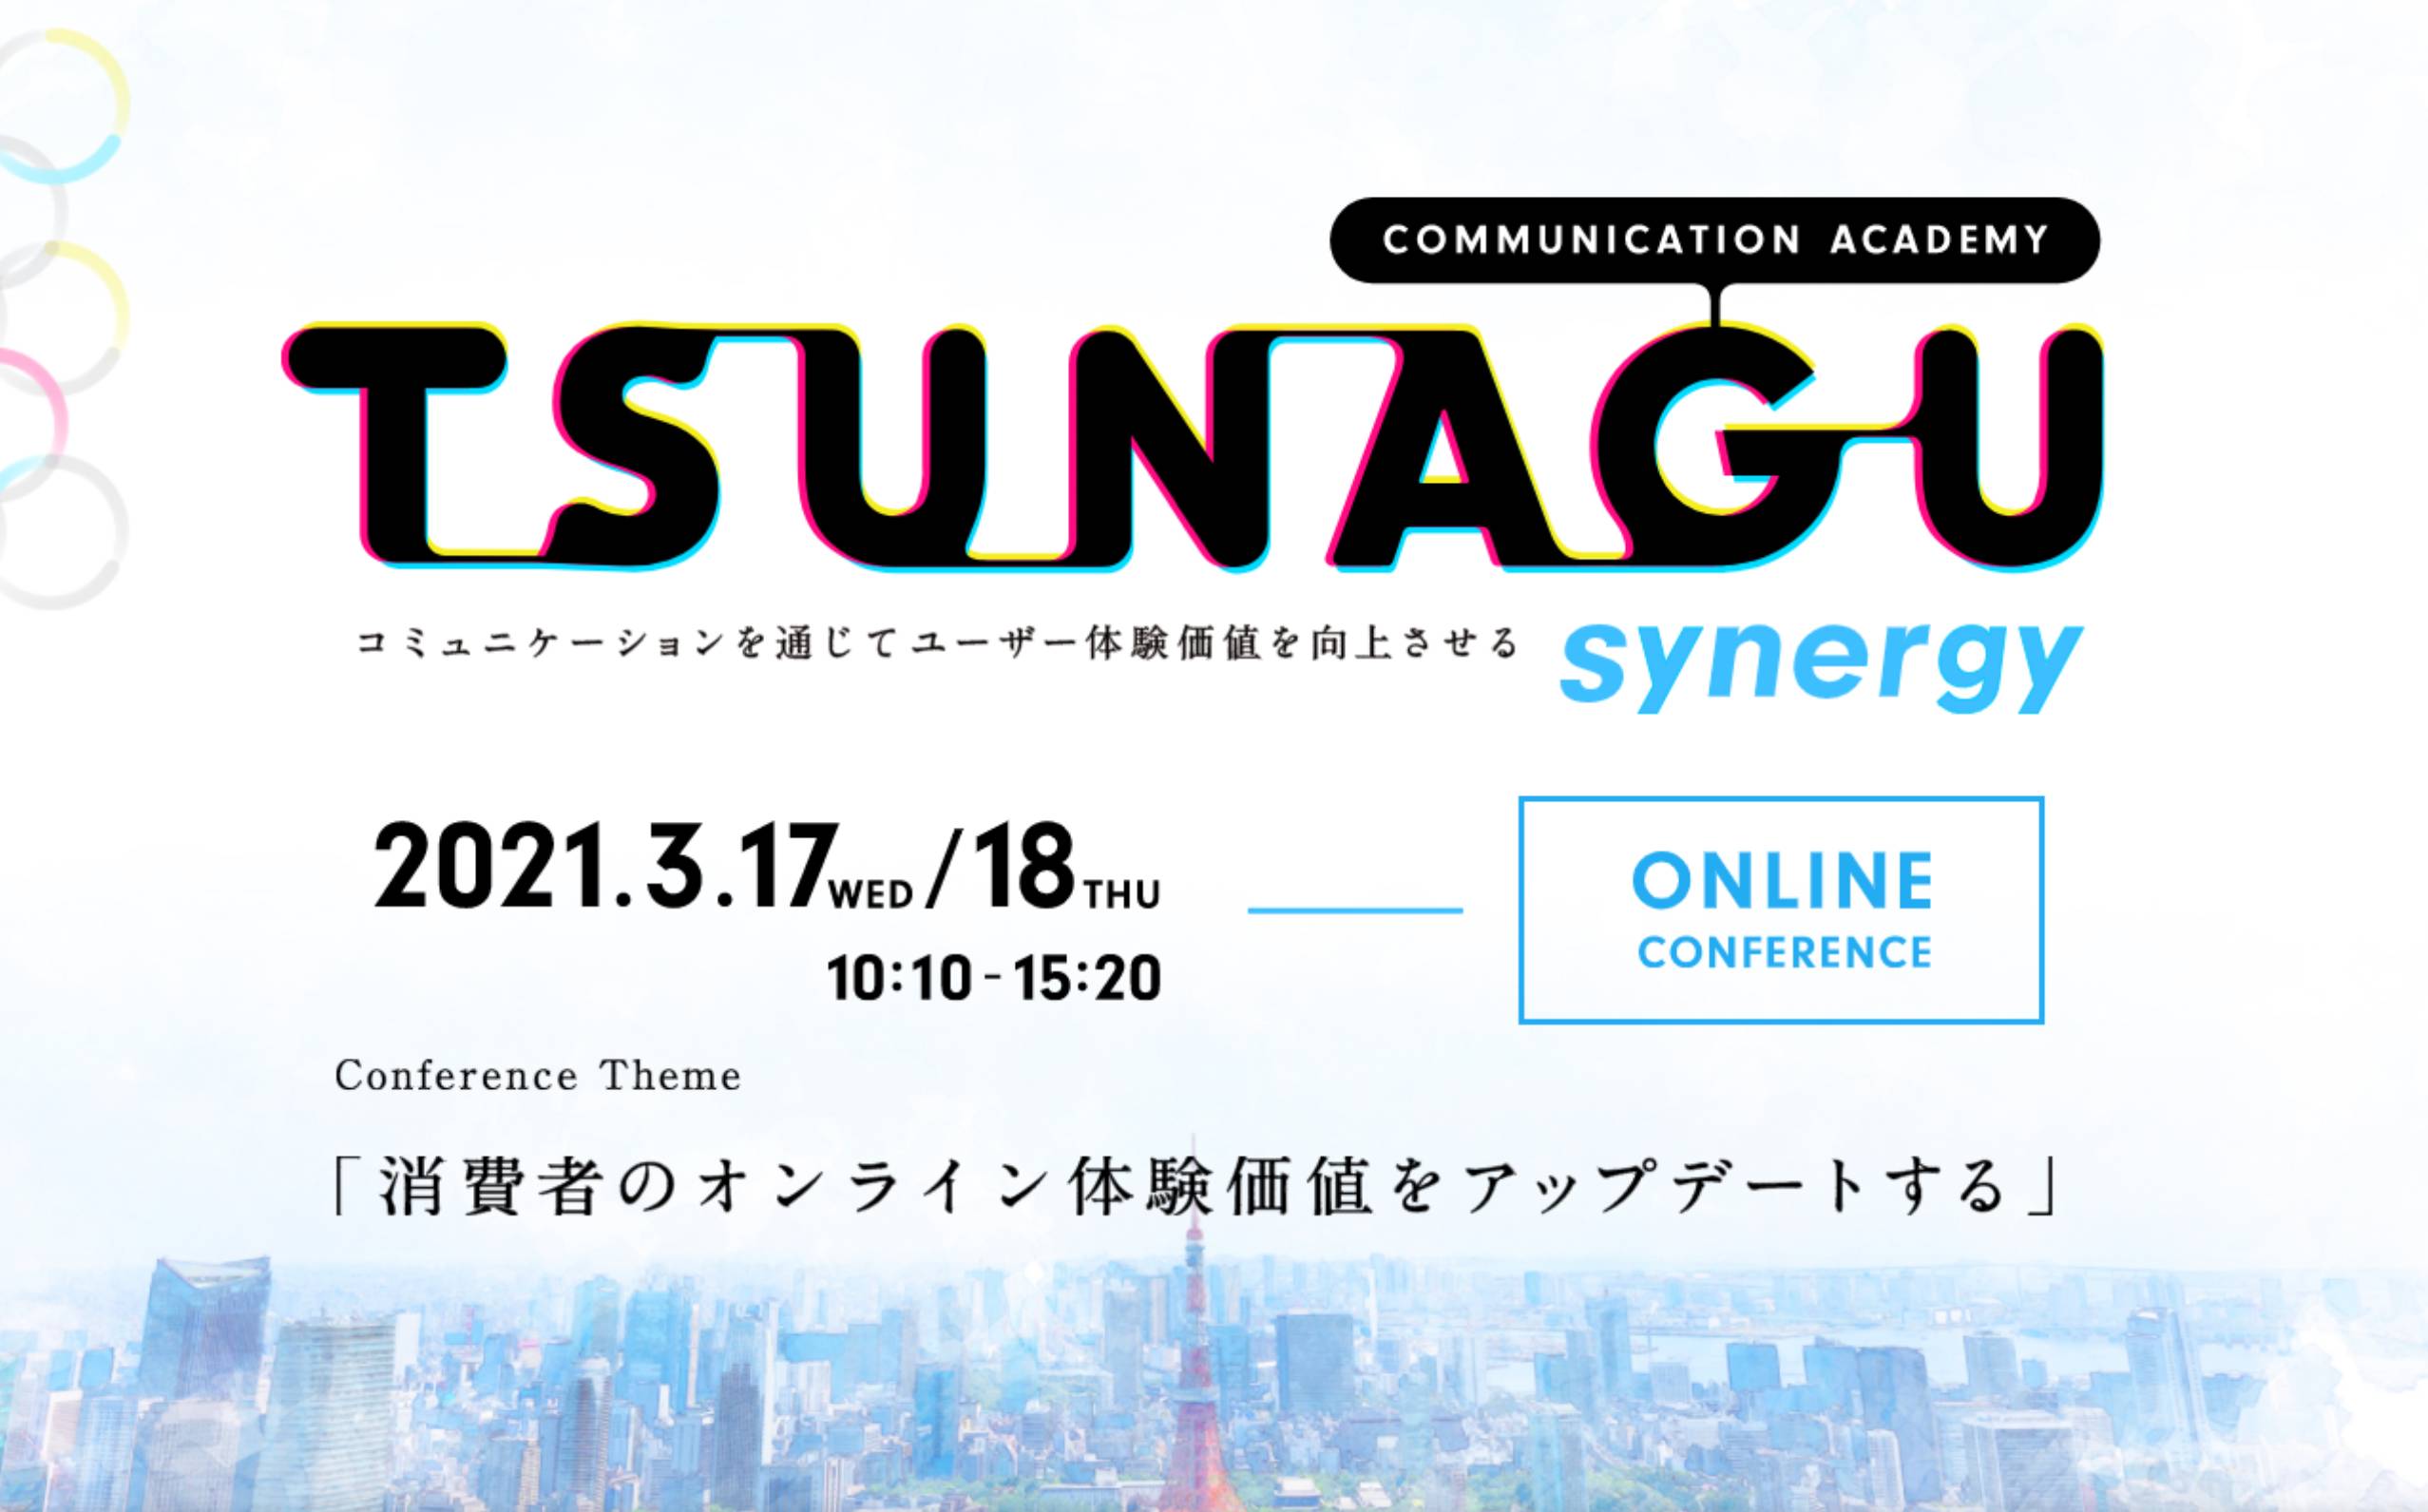 COMMUNICATION ACADEMY
TSUNAGU
コミュニケーションを通じてユーザー体験価値を向上させる
synergy
2021.3.17WED/18THU
10:10-15:20
ONLINE
CONFERENCE
Conference Theme
「消費者のオンライン体験価値をアップデートする」